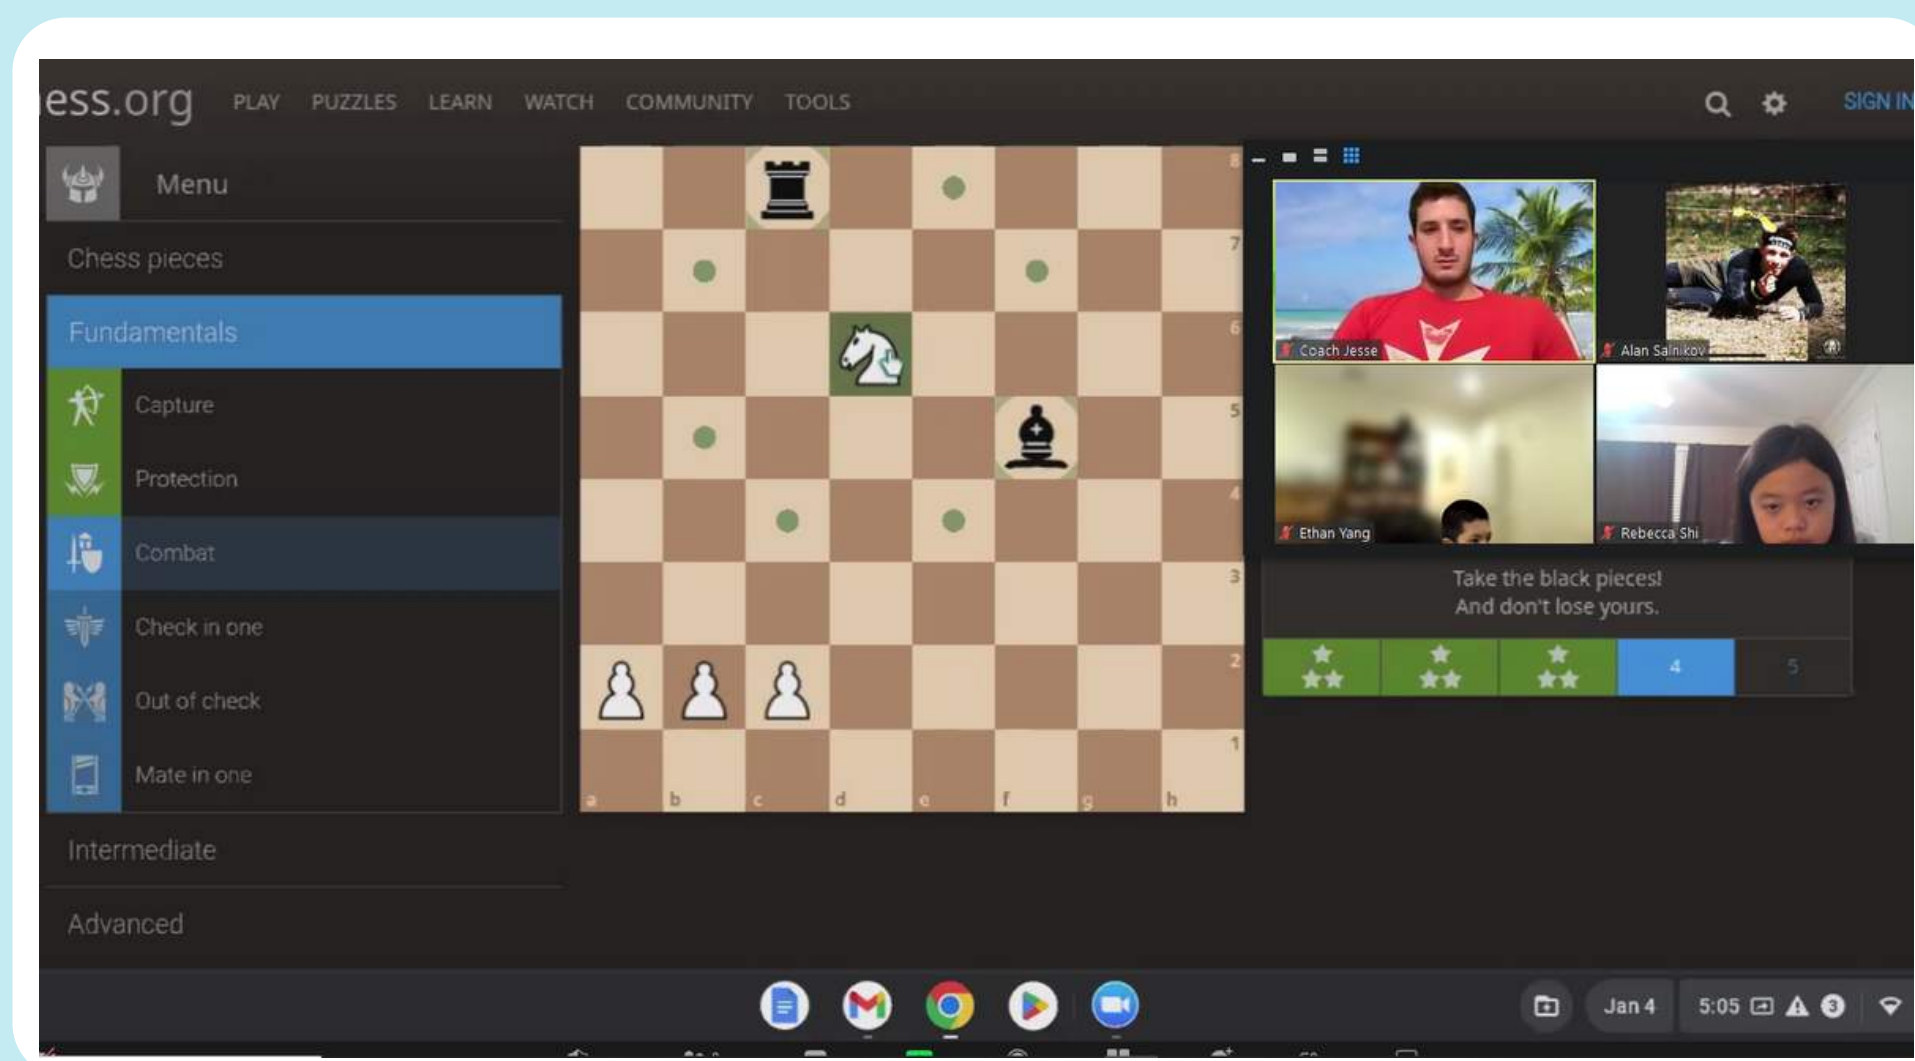 ess.org PLAY PUZZLES LEARN WATCH COMMUNITY TOOLS SIGN IN
Menu
Chess pieces
Fundamentals
Capture
Protection
Combat
Check in one
Out of check
Mate in one
Intermediate
Advanced
8
7
6
5
4
3
2
1
a b c d e f g h
Coach Jesse
Alan Salnikov
Ethan Yang
Rebecca Shi
Take the black pieces!
And don't lose yours.
4 5
Jan 4 5:05 3